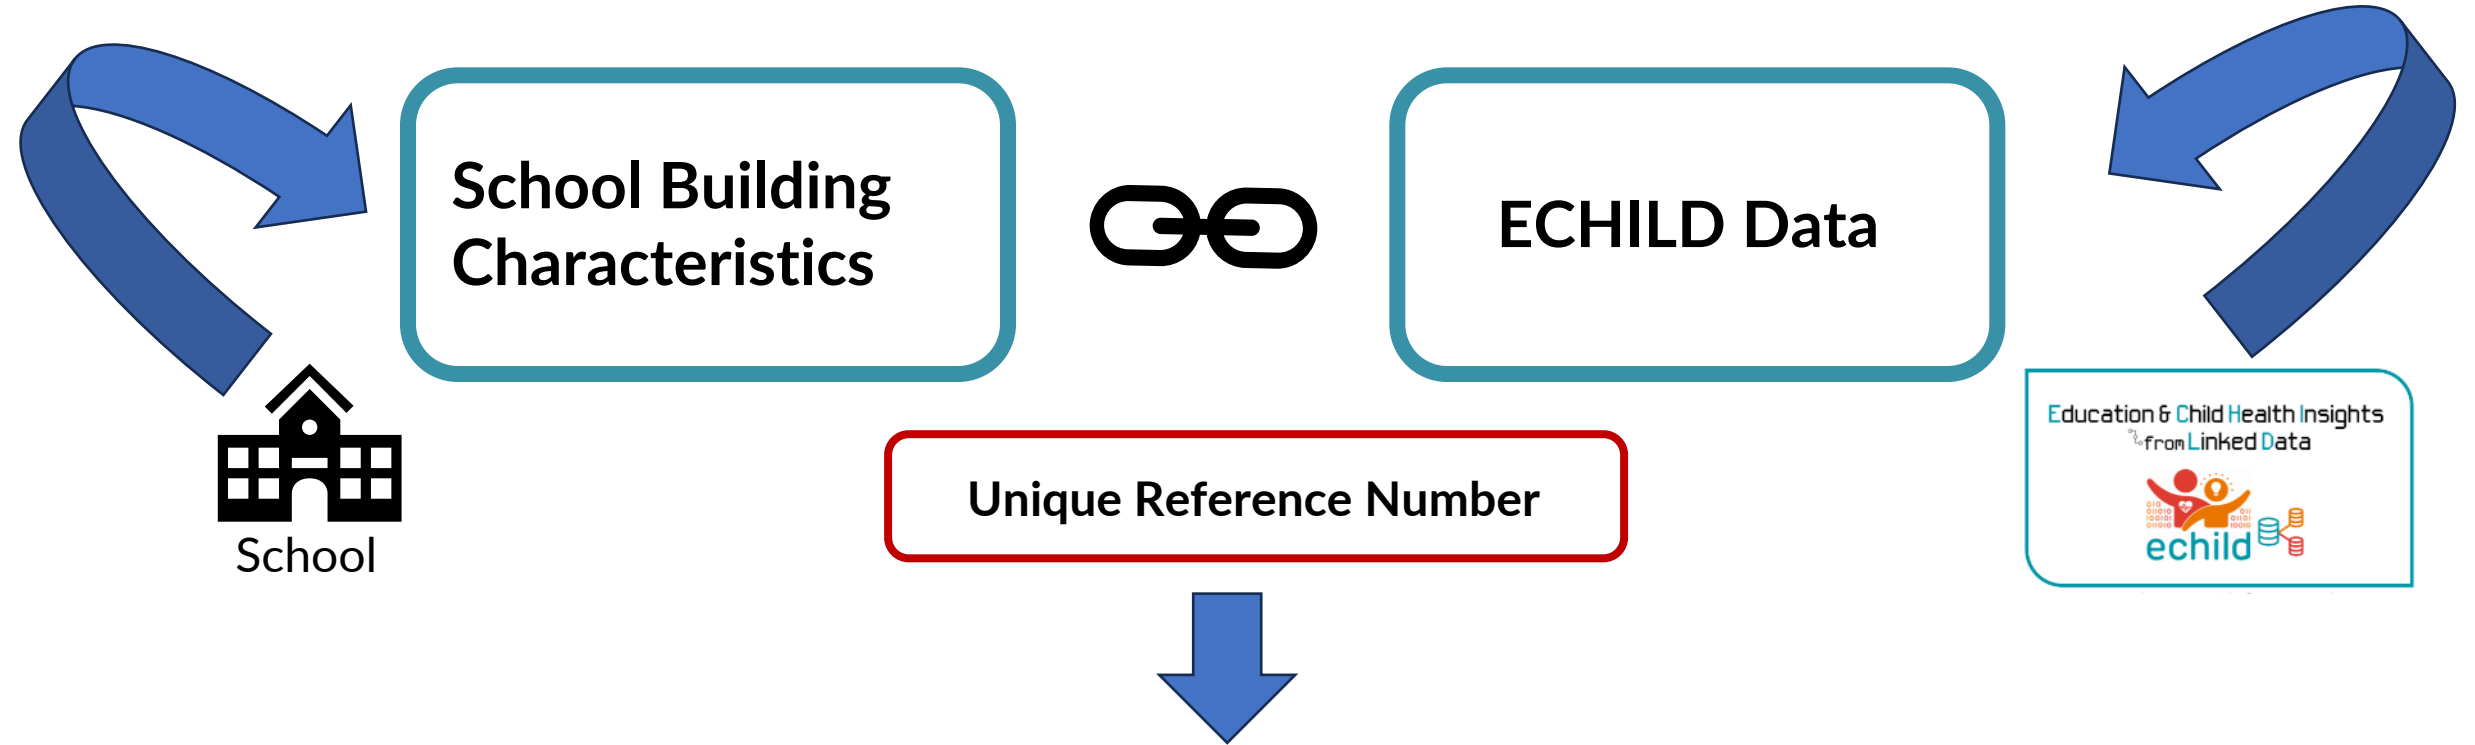 School Building
Characteristics
ECHILD Data
Unique Reference Number
School
Education & Child Health Insights
from Linked Data
echild